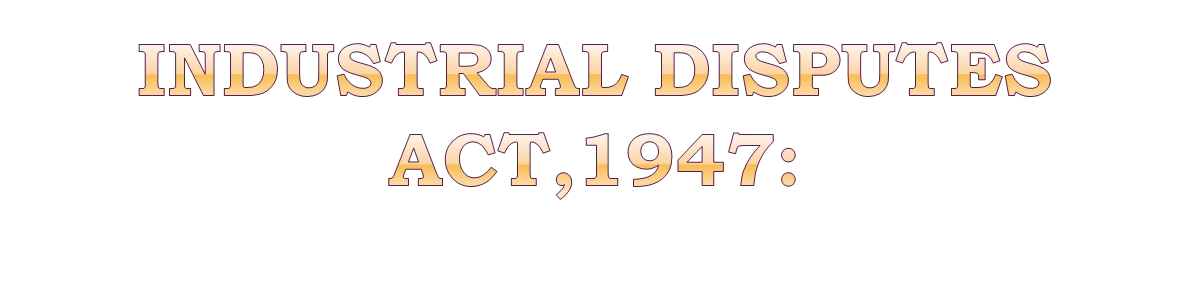 INDUSTRIAL DISPUTES
ACT,1947: